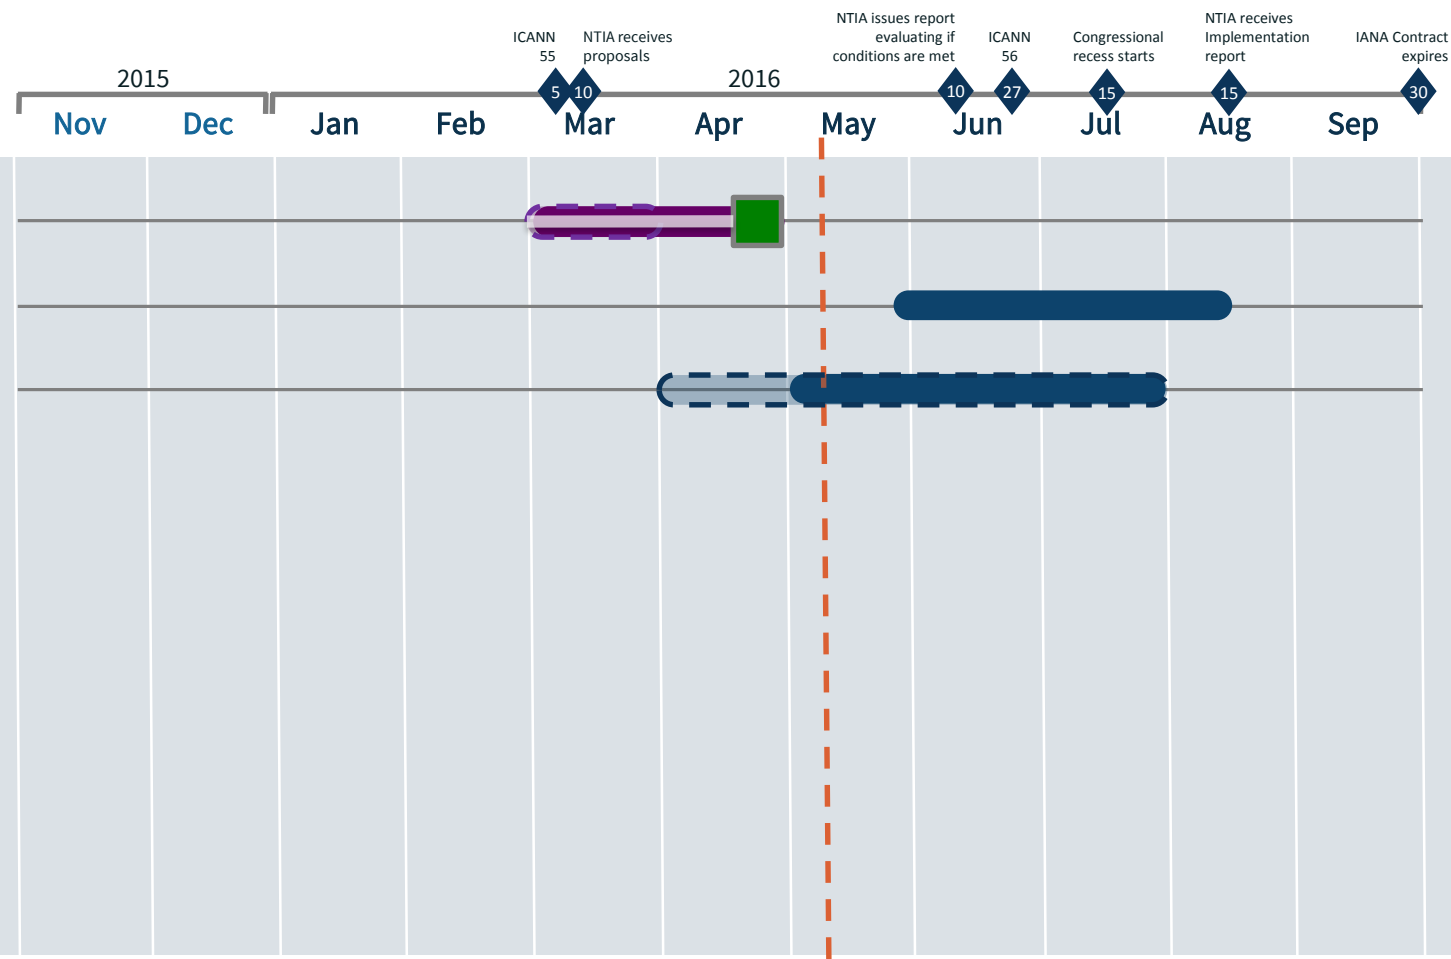 NTIA issues report
evaluating if
conditions are met
NTIA receives
Implementation
report
ICANN
55
NTIA receives
proposals
ICANN
56
Congressional
recess starts
IANA Contract
expires
2015
2016
5
10
10
27
15
15
30
Nov
Dec
Jan
Feb
Mar
Apr
May
Jun
Jul
Aug
Sep